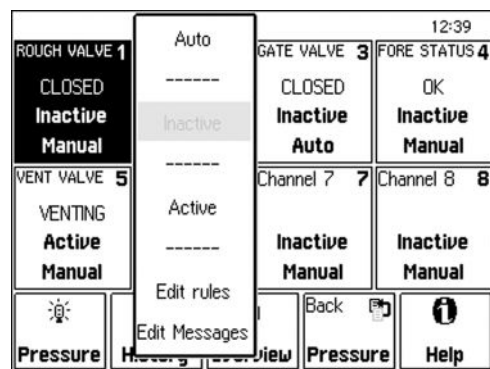 12:39
ROUGH VALVE 1
CLOSED
Inactive
Manual
Auto
------
Inactive
------
Active
------
Edit rules
Edit Messages
GATE VALVE 3
CLOSED
Inactive
Auto
FORE STATUS 4
OK
Inactive
Manual
VENT VALVE 5
VENTING
Active
Manual
Channel 7 7
Inactive
Manual
Channel 8 8
Inactive
Manual
Pressure
Back
Pressure
Help